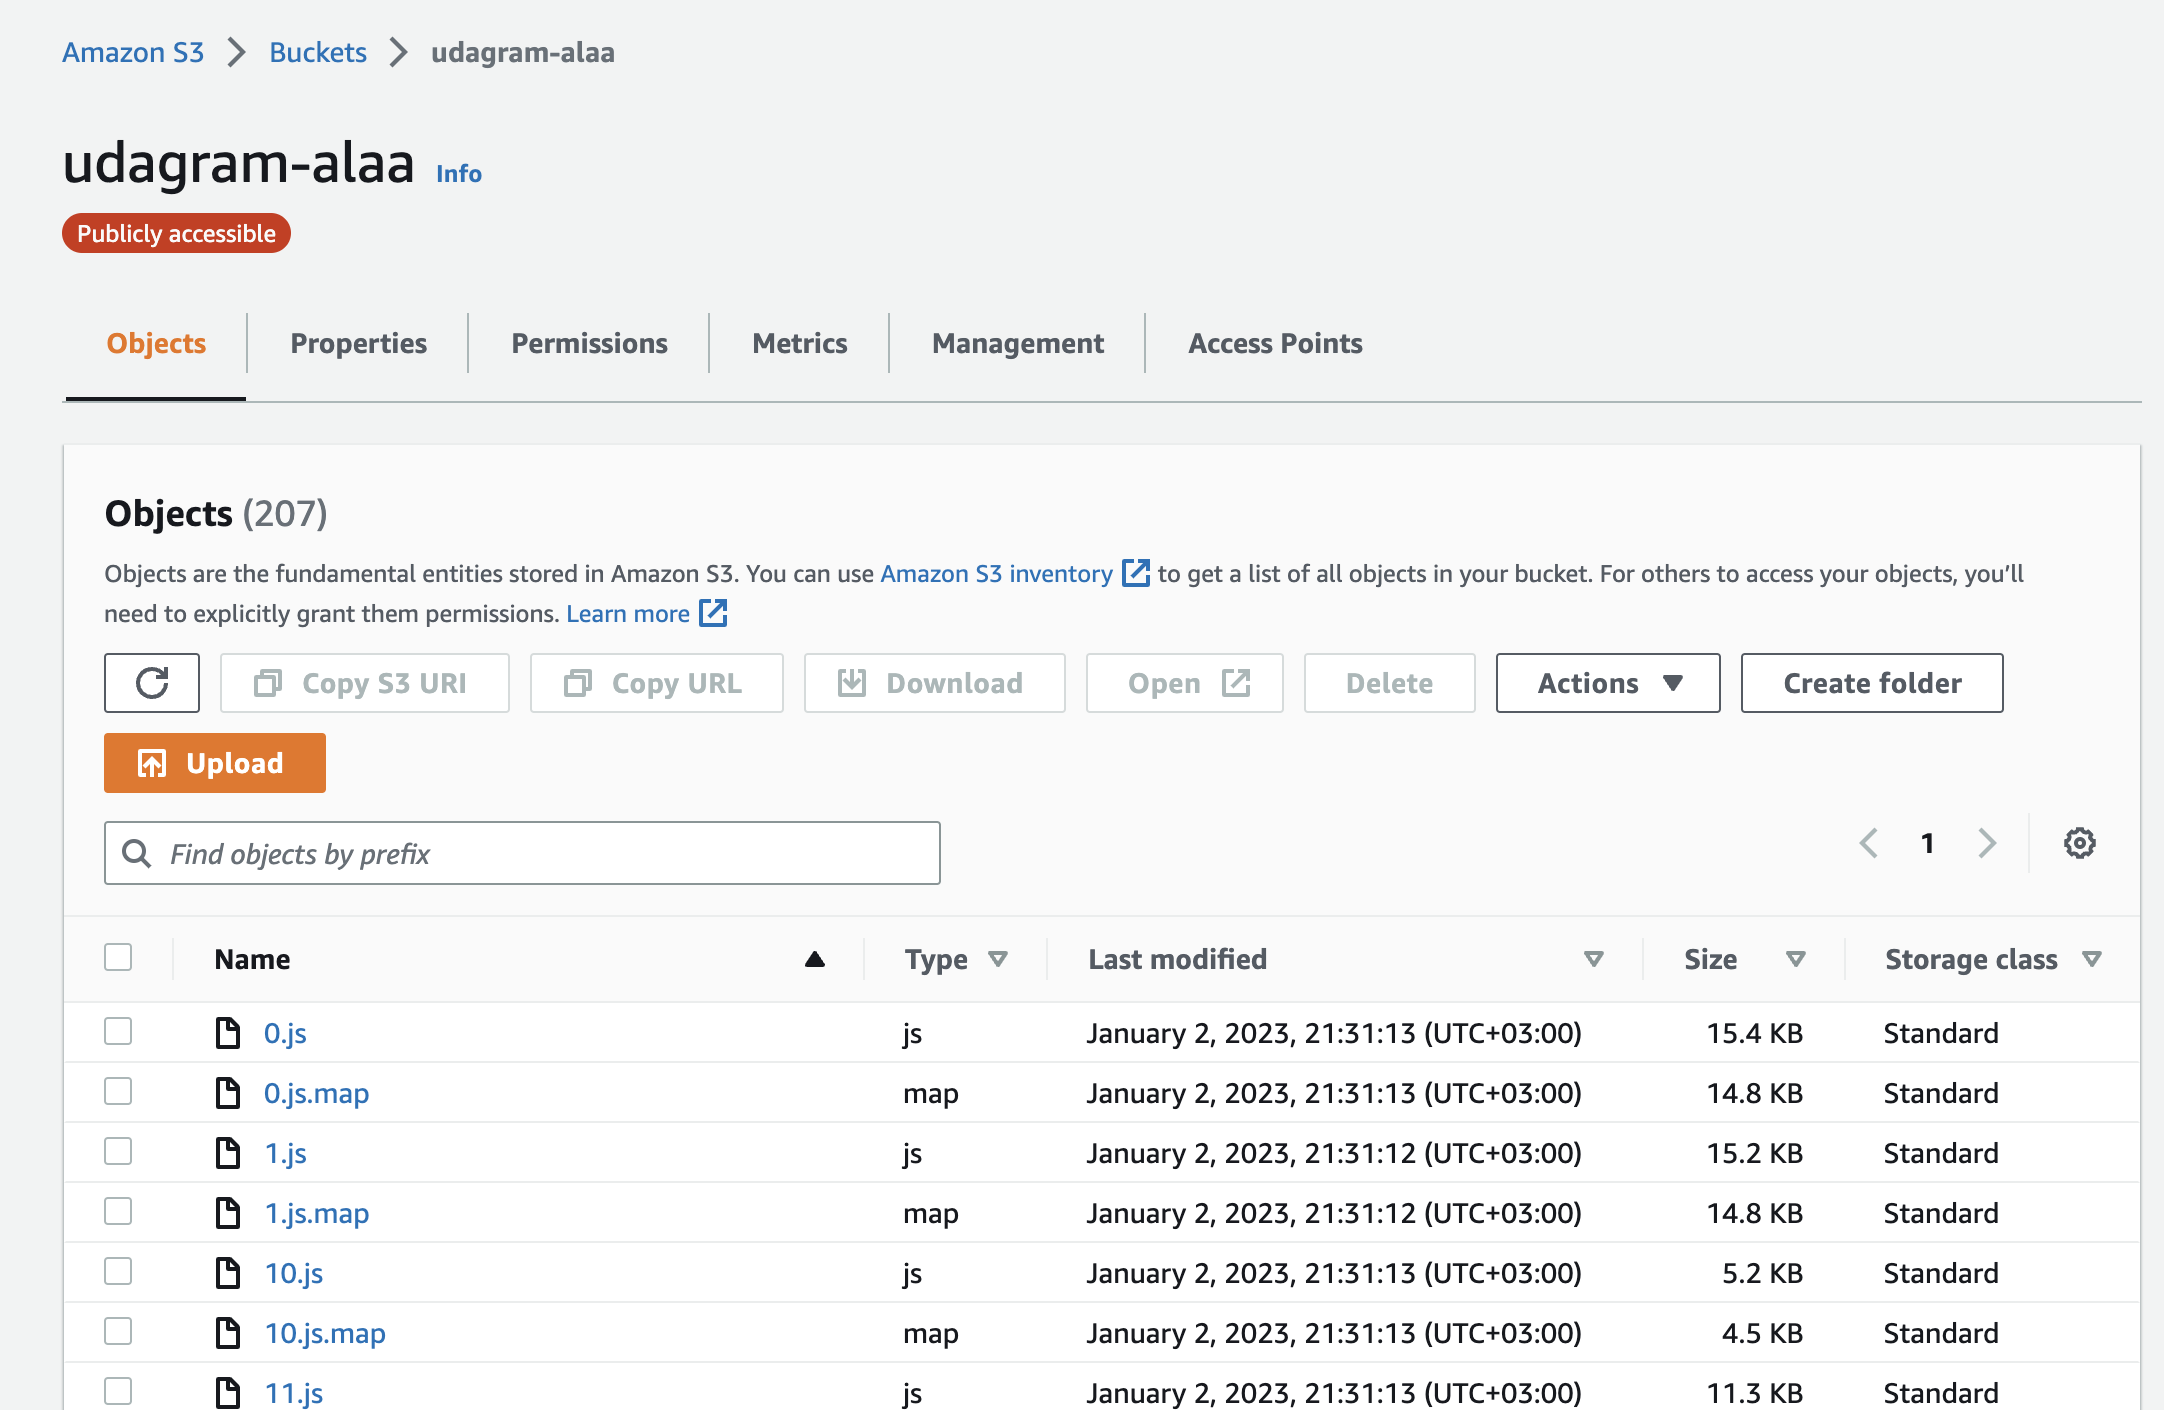 Amazon S3 > Buckets > udagram-alaa
udagram-alaa Info
Publicly accessible
Objects Properties Permissions Metrics Management Access Points
Objects (207)
Objects are the fundamental entities stored in Amazon S3. You can use Amazon S3 inventory to get a list of all objects in your bucket. For others to access your objects, you’ll
need to explicitly grant them permissions. Learn more
Copy S3 URI Copy URL Download Open Delete Actions Create folder
Upload
Find objects by prefix 1
Name Type Last modified Size Storage class
0.js js January 2, 2023, 21:31:13 (UTC+03:00) 15.4 KB Standard
0.js.map map January 2, 2023, 21:31:13 (UTC+03:00) 14.8 KB Standard
1.js js January 2, 2023, 21:31:12 (UTC+03:00) 15.2 KB Standard
1.js.map map January 2, 2023, 21:31:12 (UTC+03:00) 14.8 KB Standard
10.js js January 2, 2023, 21:31:13 (UTC+03:00) 5.2 KB Standard
10.js.map map January 2, 2023, 21:31:13 (UTC+03:00) 4.5 KB Standard
11.js js January 2, 2023, 21:31:13 (UTC+03:00) 11.3 KB Standard